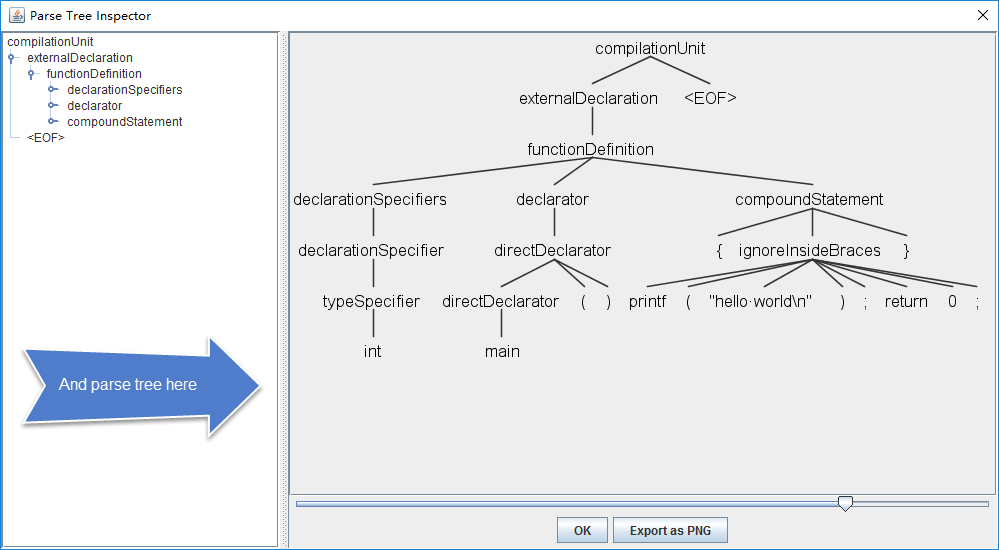 Parse Tree Inspector
compilationUnit
externalDeclaration
functionDefinition
declarationSpecifiers
declarator
compoundStatement
<EOF>
And parse tree here
compilationUnit
externalDeclaration <EOF>
functionDefinition
declarationSpecifiers declarator compoundStatement
declarationSpecifier directDeclarator { ignoreInsideBraces }
typeSpecifier directDeclarator ( ) printf ( "hello·world\n" ) ; return 0 ;
int main
OK Export as PNG